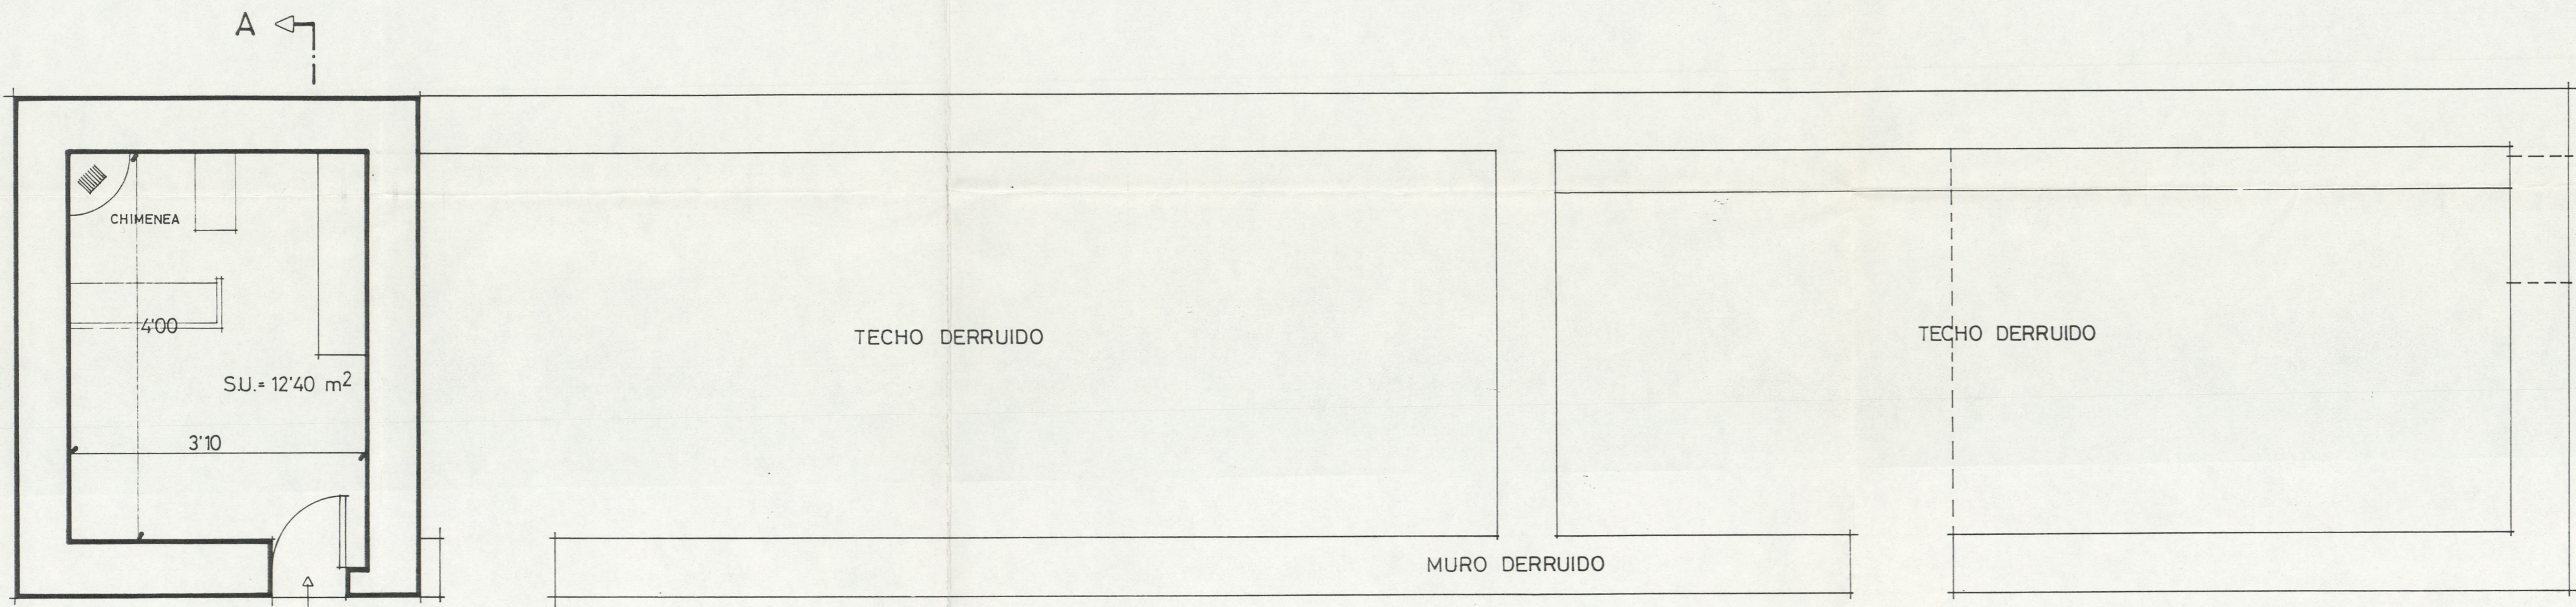 A
CHIMENEA
4'00
S.U.= 12'40 m²
3'10
TECHO DERRUIDO
TECHO DERRUIDO
MURO DERRUIDO